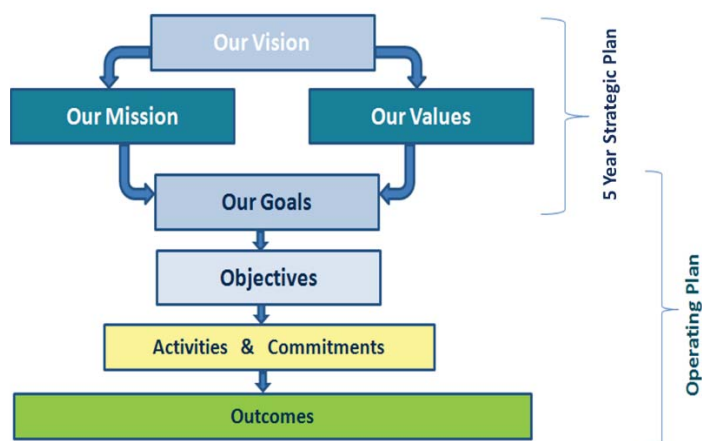 Our Vision
Our Mission
Our Values
Our Goals
Objectives
Activities & Commitments
Outcomes
5 Year Strategic Plan
Operating Plan